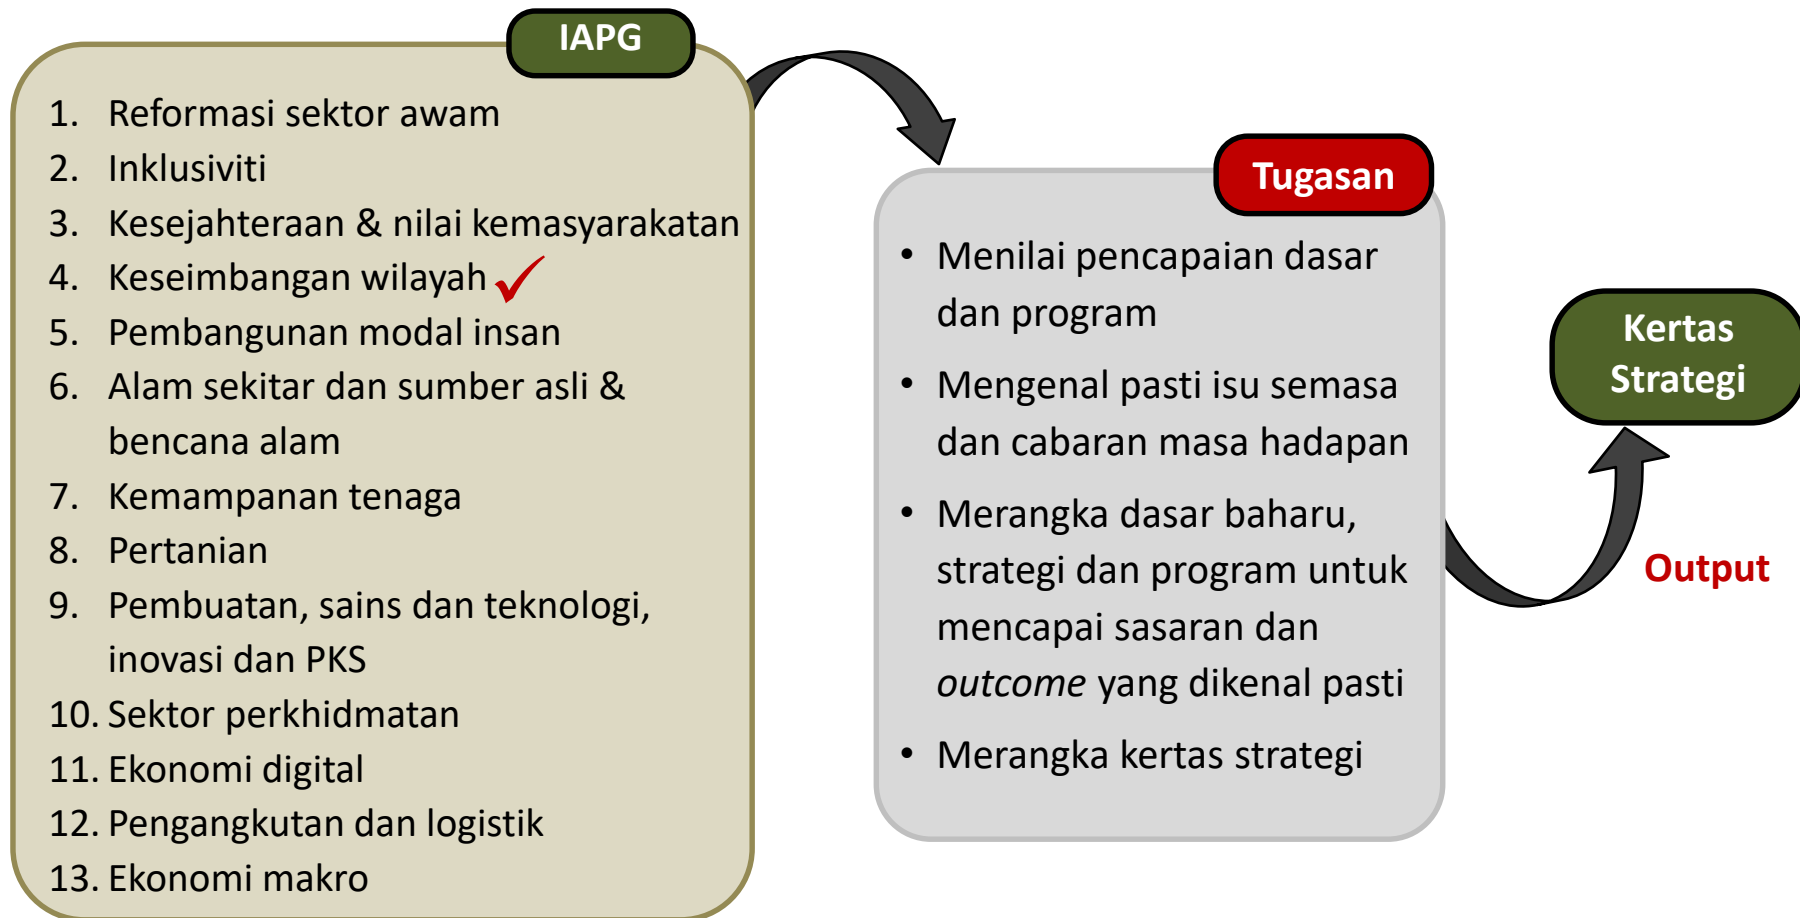 IAPG
1. Reformasi sektor awam
2. Inklusiviti
3. Kesejahteraan & nilai kemasyarakatan
4. Keseimbangan wilayah
5. Pembangunan modal insan
6. Alam sekitar dan sumber asli &
bencana alam
7. Kemampanan tenaga
8. Pertanian
9. Pembuatan, sains dan teknologi,
inovasi dan PKS
10. Sektor perkhidmatan
11. Ekonomi digital
12. Pengangkutan dan logistik
13. Ekonomi makro
Tugasan
• Menilai pencapaian dasar
dan program
• Mengenal pasti isu semasa
dan cabaran masa hadapan
• Merangka dasar baharu,
strategi dan program untuk
mencapai sasaran dan
outcome yang dikenal pasti
• Merangka kertas strategi
Kertas
Strategi
Output